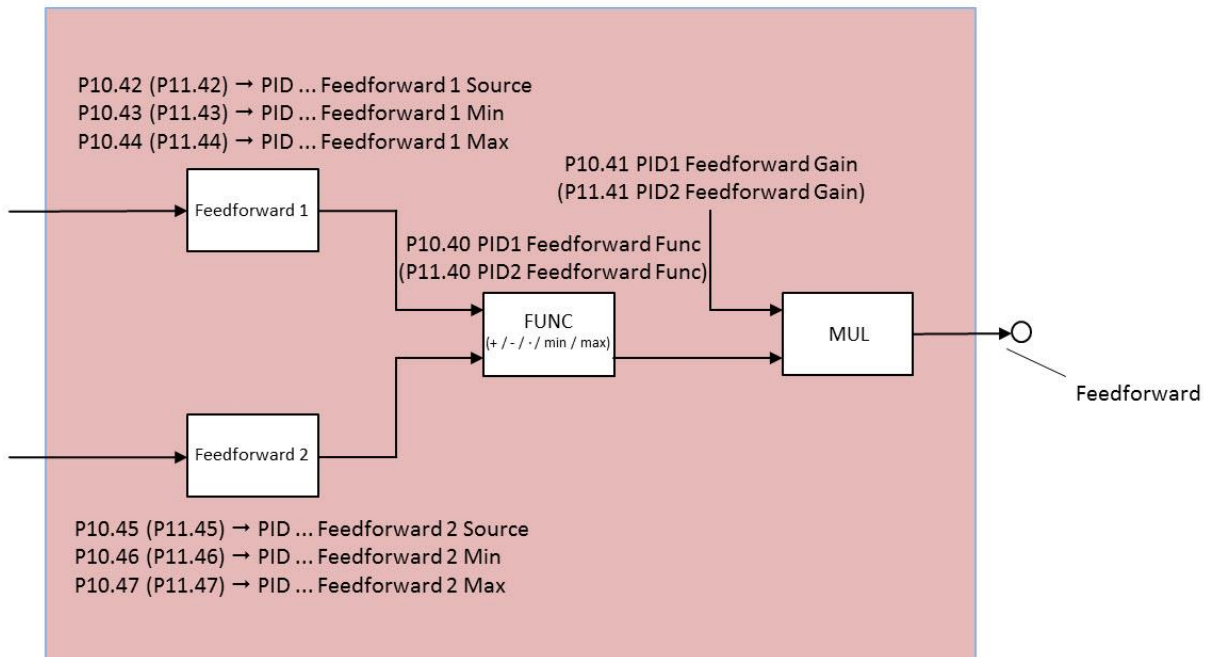 P10.42 (P11.42) → PID ... Feedforward 1 Source
P10.43 (P11.43) → PID ... Feedforward 1 Min
P10.44 (P11.44) → PID ... Feedforward 1 Max
P10.41 PID1 Feedforward Gain
(P11.41 PID2 Feedforward Gain)
Feedforward 1
P10.40 PID1 Feedforward Func
(P11.40 PID2 Feedforward Func)
FUNC
(+ / - / · / min / max)
MUL
Feedforward
Feedforward 2
P10.45 (P11.45) → PID ... Feedforward 2 Source
P10.46 (P11.46) → PID ... Feedforward 2 Min
P10.47 (P11.47) → PID ... Feedforward 2 Max